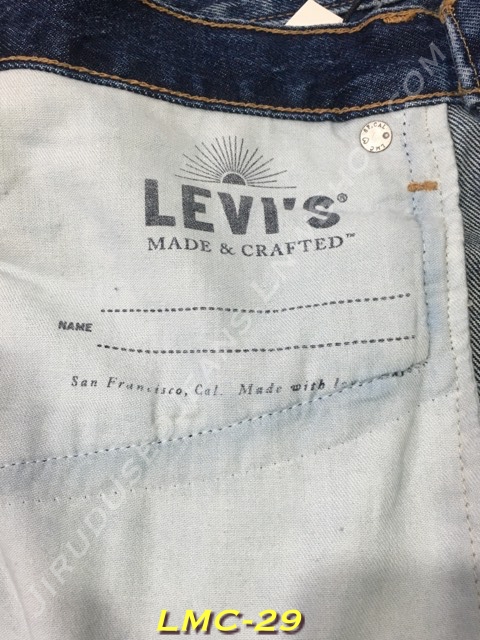 LEVI'S®
MADE & CRAFTED™
NAME
San Francisco, Cal. Made with
LMC-29